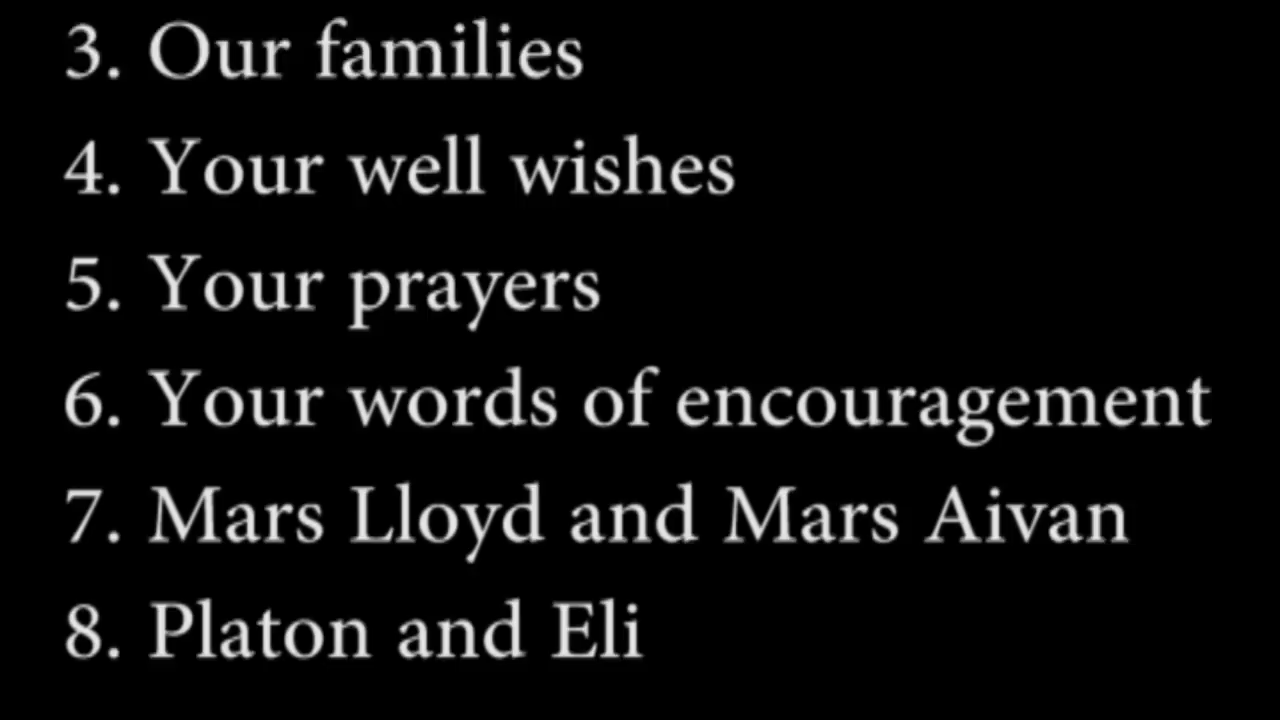 3. Our families
4. Your well wishes
5. Your prayers
6. Your words of encouragement
7. Mars Lloyd and Mars Aivan
8. Platon and Eli